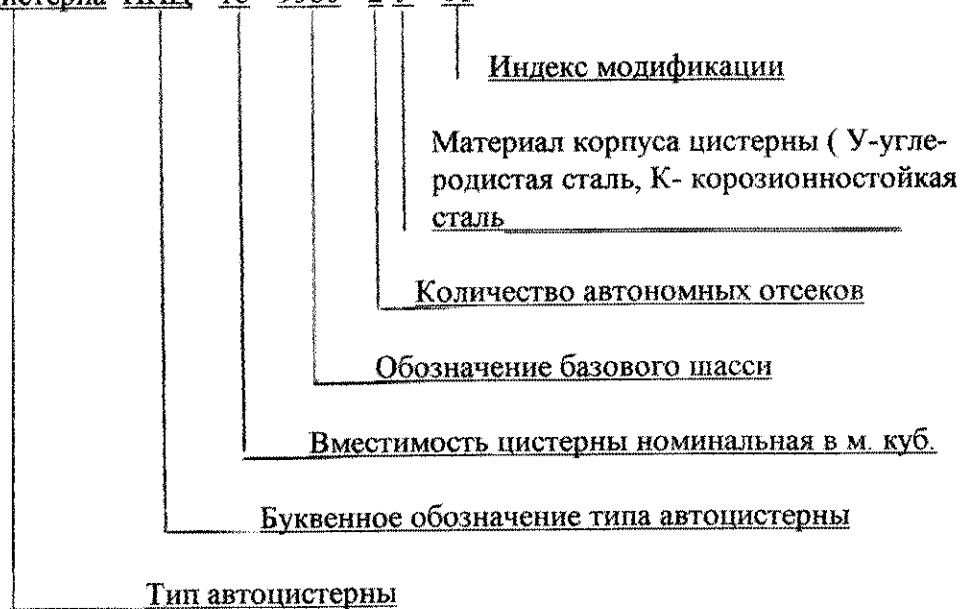 Индекс модификации
Материал корпуса цистерны ( У-угле-
родистая сталь, К- корозионностойкая
сталь
Количество автономных отсеков
Обозначение базового шасси
Вместимость цистерны номинальная в м. куб.
Буквенное обозначение типа автоцистерны
Тип автоцистерны